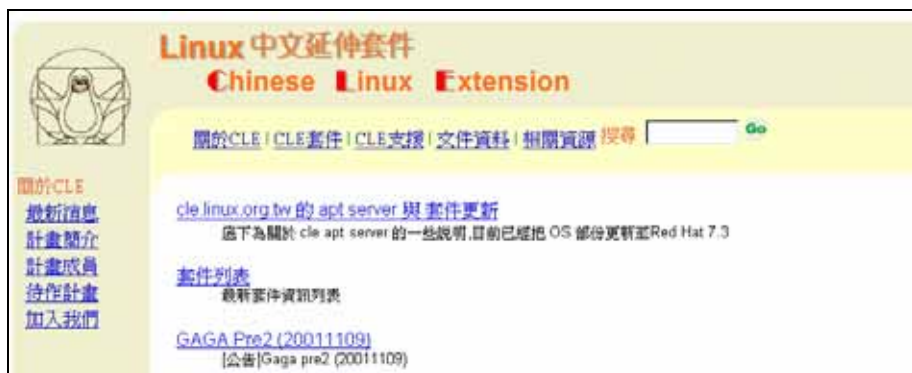 Linux 中文延伸套件
Chinese Linux Extension
關於CLE | CLE套件 | CLE支援 | 文件資料 | 相關資源 搜尋 Go
關於CLE
最新消息
計畫簡介
計畫成員
待作計畫
加入我們
cle.linux.org.tw 的 apt server 與 套件更新
底下為關於 cle apt server 的一些說明,目前已經把 OS 部份更新至Red Hat 7.3
套件列表
最新套件資訊列表
GAGA Pre2 (20011109)
[公告]Gaga pre2 (20011109)